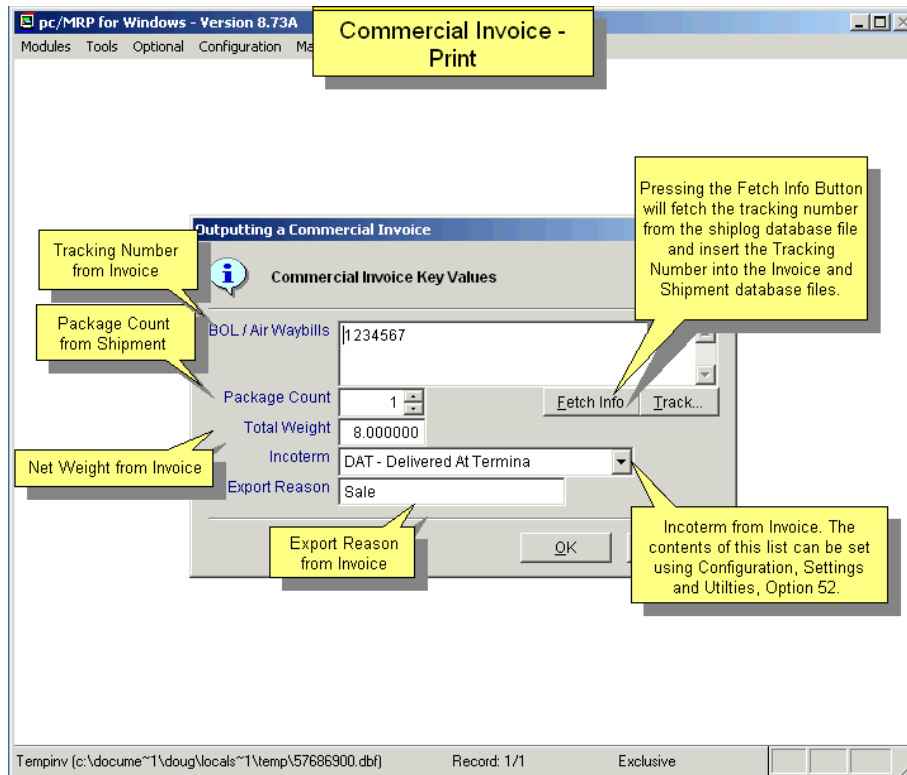 pc/MRP for Windows - Version 8.73A
Commercial Invoice -
Print
Modules Tools Optional Configuration
Pressing the Fetch Info Button
will fetch the tracking number
from the shiplog database file
and insert the Tracking
Number into the Invoice and
Shipment database files.
Outputting a Commercial Invoice
Tracking Number
from Invoice
Commercial Invoice Key Values
Package Count
from Shipment
BOL / Air Waybills
1234567
Package Count
1
Fetch Info
Track...
Total Weight
8.000000
Net Weight from Invoice
Incoterm
DAT - Delivered At Termina
Export Reason
Sale
Export Reason
from Invoice
OK
Incoterm from Invoice. The
contents of this list can be set
using Configuration, Settings
and Utilties, Option 52.
Tempinv (c:\docume~1\doug\locals~1\temp\57686900.dbf) Record: 1/1 Exclusive